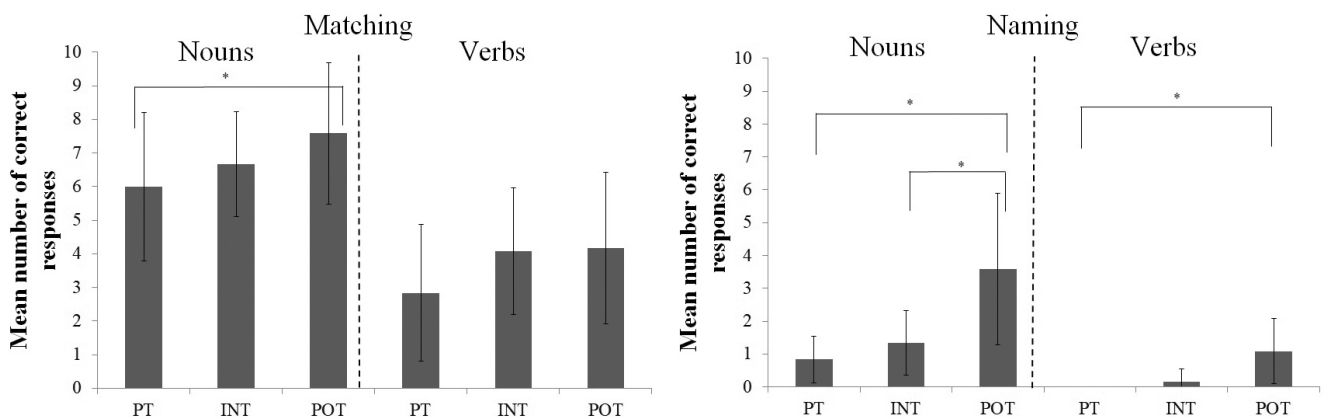 Matching
Nouns Verbs
Mean number of correct
responses
10
9
8
7
6
5
4
3
2
1
0
*
PT INT POT PT INT POT
Naming
Nouns Verbs
Mean number of correct
responses
10
9
8
7
6
5
4
3
2
1
0
*
*
*
PT INT POT PT INT POT